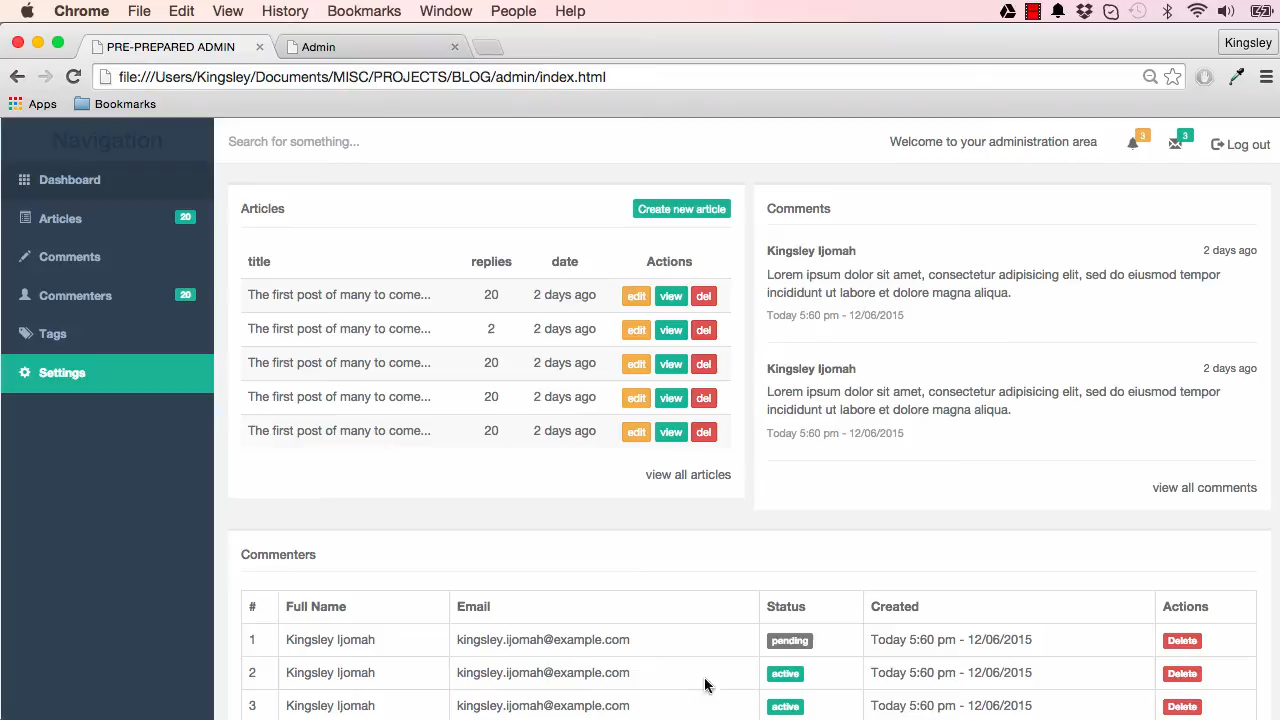 Chrome File Edit View History Bookmarks Window People Help
PRE-PREPARED ADMIN Admin Kingsley
file:///Users/Kingsley/Documents/MISC/PROJECTS/BLOG/admin/index.html
Apps Bookmarks
Navigation
Dashboard
Articles 20
Comments
Commenters 20
Tags
Settings
Search for something... Welcome to your administration area 3 3 Log out
Articles Create new article
title replies date Actions
The first post of many to come... 20 2 days ago edit view del
The first post of many to come... 2 2 days ago edit view del
The first post of many to come... 20 2 days ago edit view del
The first post of many to come... 20 2 days ago edit view del
The first post of many to come... 20 2 days ago edit view del
view all articles
Comments
Kingsley Ijomah 2 days ago
Lorem ipsum dolor sit amet, consectetur adipisicing elit, sed do eiusmod tempor
incididunt ut labore et dolore magna aliqua.
Today 5:60 pm - 12/06/2015
Kingsley Ijomah 2 days ago
Lorem ipsum dolor sit amet, consectetur adipisicing elit, sed do eiusmod tempor
incididunt ut labore et dolore magna aliqua.
Today 5:60 pm - 12/06/2015
view all comments
Commenters
# Full Name Email Status Created Actions
1 Kingsley Ijomah kingsley.ijomah@example.com pending Today 5:60 pm - 12/06/2015 Delete
2 Kingsley Ijomah kingsley.ijomah@example.com active Today 5:60 pm - 12/06/2015 Delete
3 Kingsley Ijomah kingsley.ijomah@example.com active Today 5:60 pm - 12/06/2015 Delete